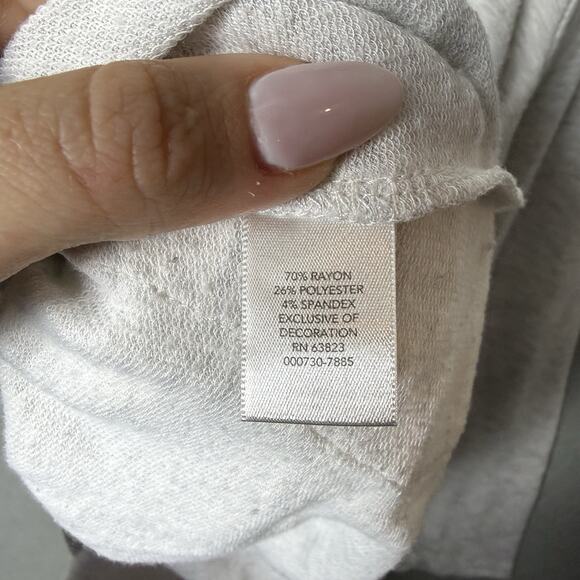 70% RAYON
26% POLYESTER
4% SPANDEX
EXCLUSIVE OF
DECORATION
RN 63823
000730-7885